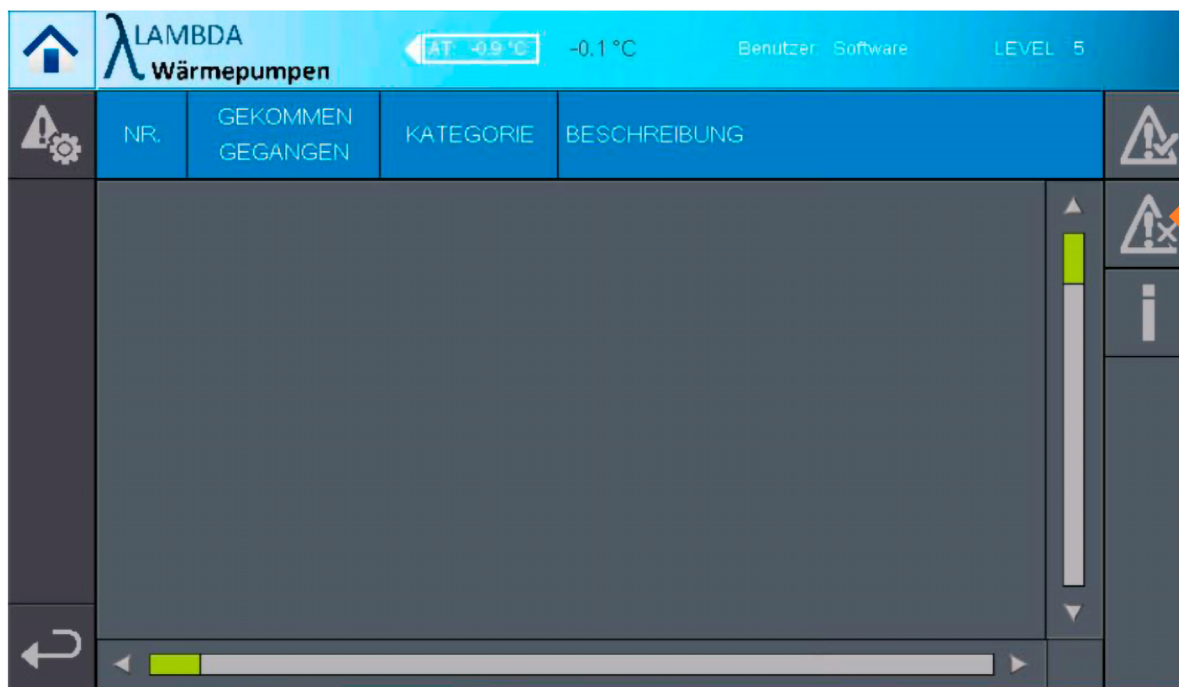 λ LAMBDA
Wärmepumpen
AT: -0.9 °C
-0.1 °C
Benutzer: Software
LEVEL 5
NR.
GEKOMMEN
GEGANGEN
KATEGORIE
BESCHREIBUNG